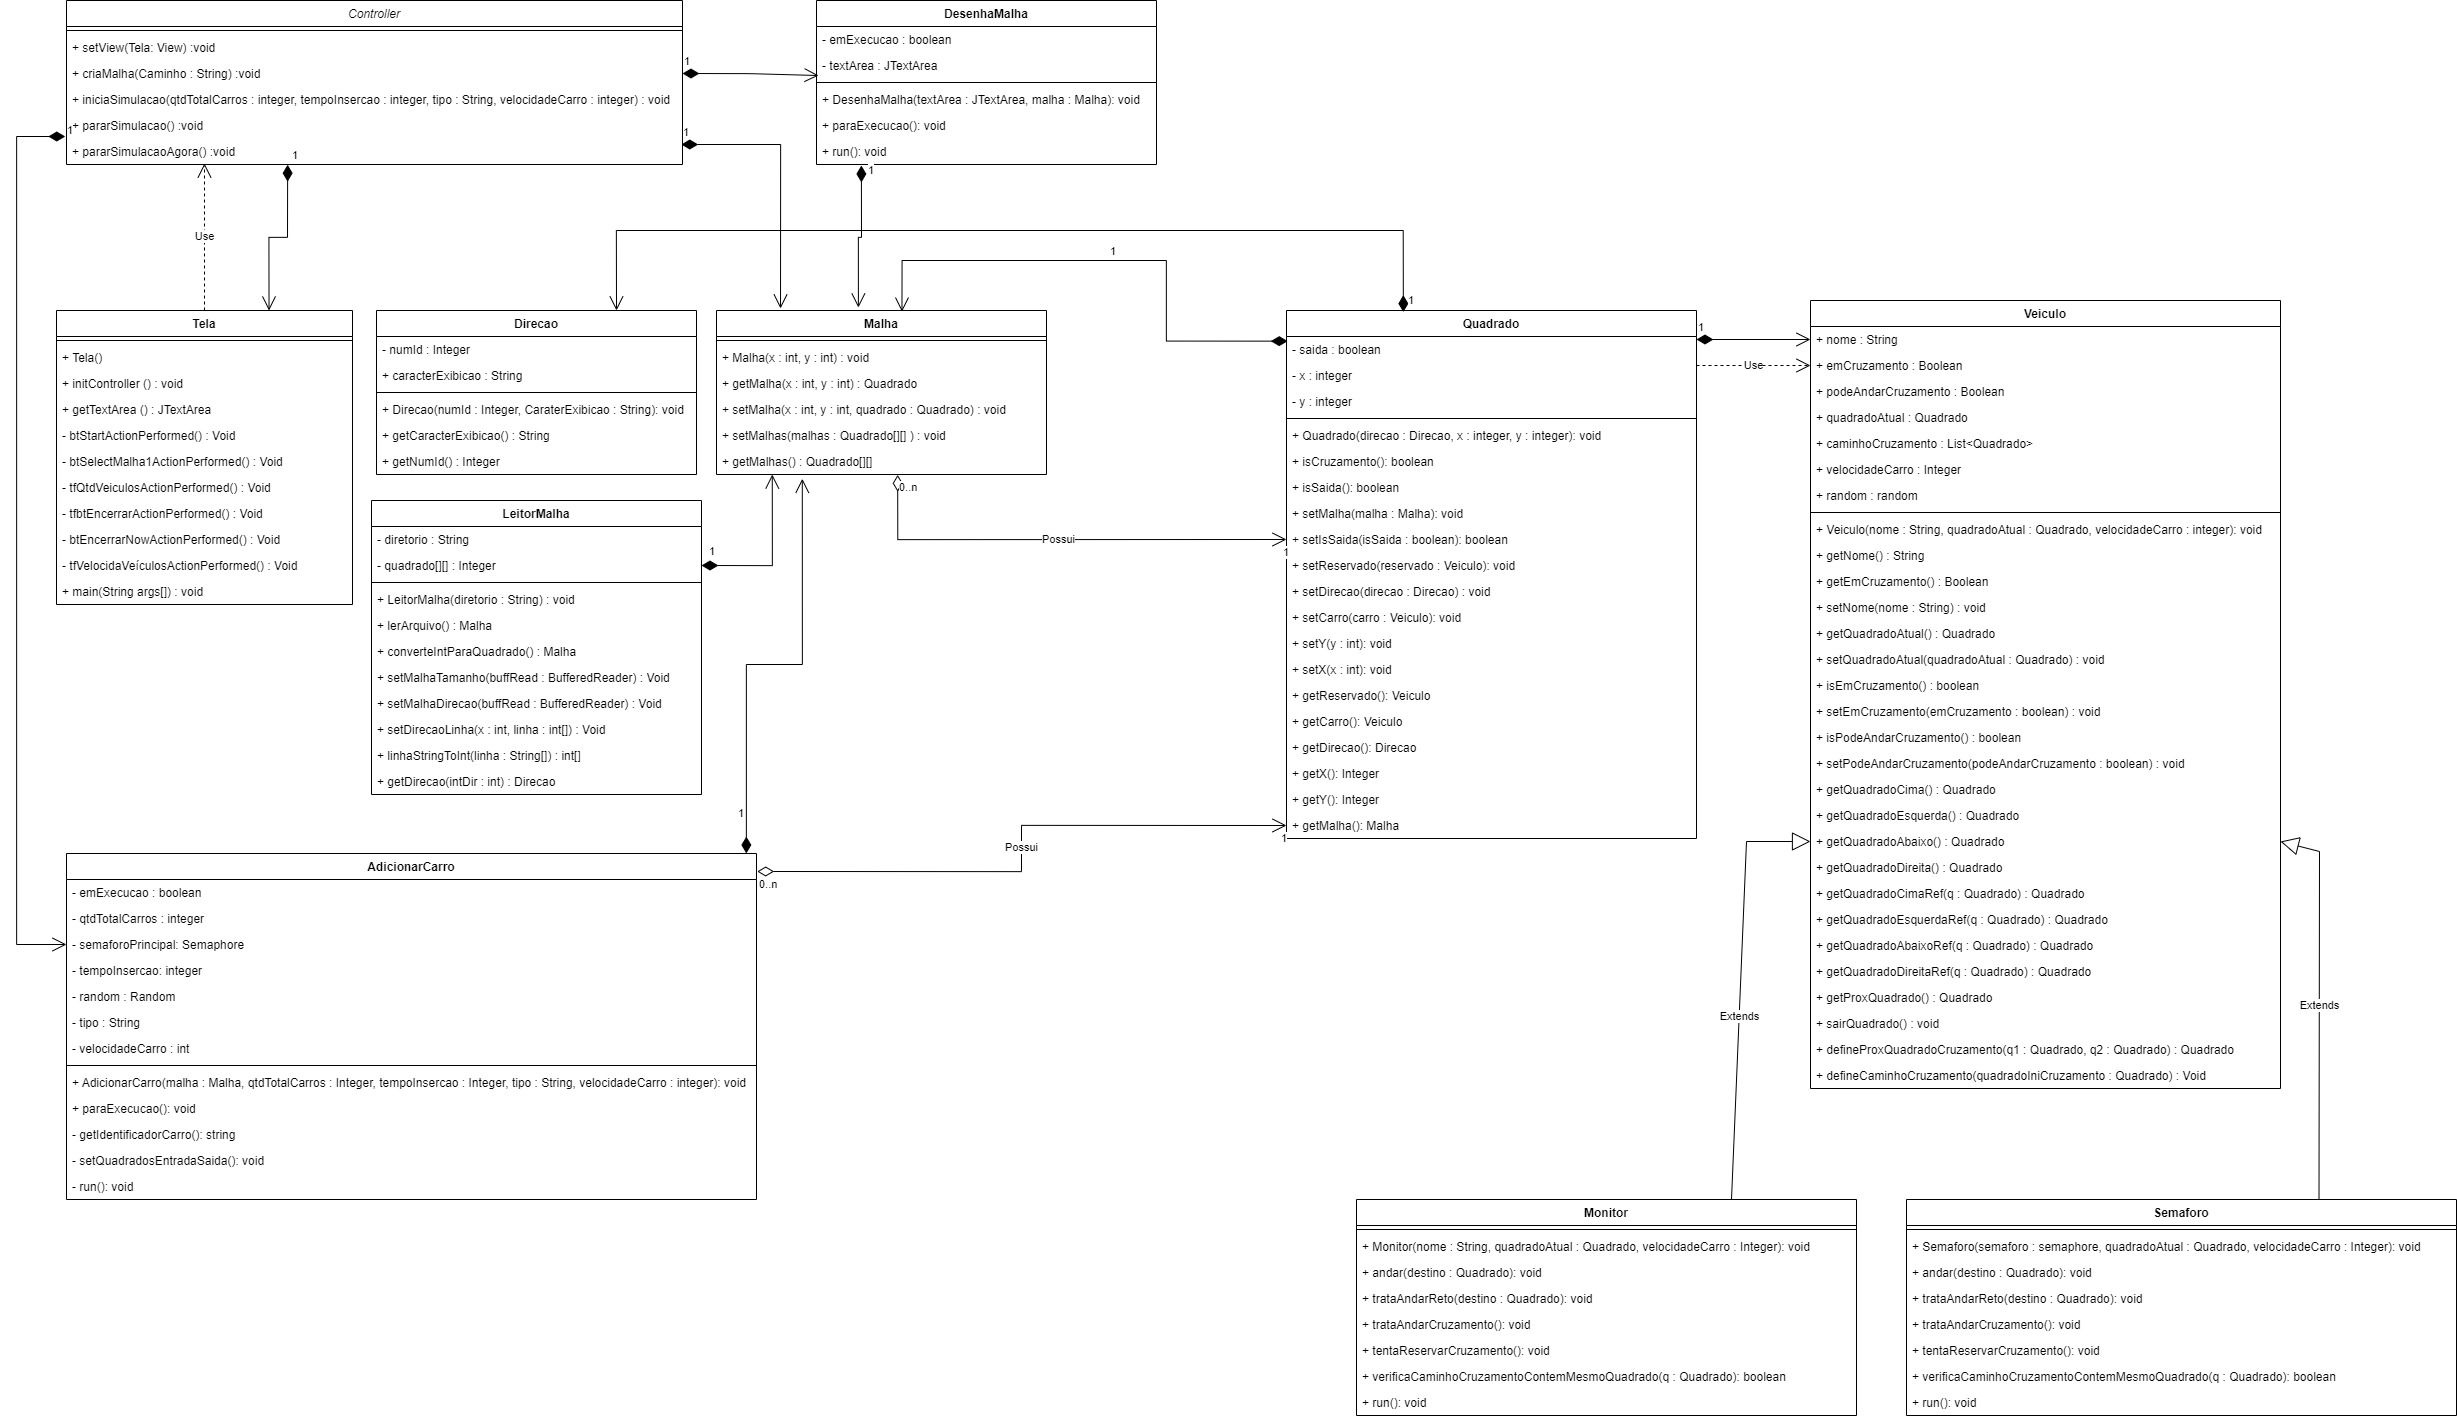 Controller
+ setView(Tela: View) :void
+ criaMalha(Caminho : String) :void
+ iniciaSimulacao(qtdTotalCarros : integer, tempoInsercao : integer, tipo : String, velocidadeCarro : integer) : void
+ pararSimulacao() :void
+ pararSimulacaoAgora() :void
1
1
1
1
DesenhaMalha
- emExecucao : boolean
- textArea : JTextArea
+ DesenhaMalha(textArea : JTextArea, malha : Malha): void
+ paraExecucao(): void
+ run(): void
1
Use
1
Tela
+ Tela()
+ initController () : void
+ getTextArea () : JTextArea
- btStartActionPerformed() : Void
- btSelectMalha1ActionPerformed() : Void
- tfQtdVeiculosActionPerformed() : Void
- tfbtEncerrarActionPerformed() : Void
- btEncerrarNowActionPerformed() : Void
- tfVelocidaVeículosActionPerformed() : Void
+ main(String args[]) : void
Direcao
- numId : Integer
+ caracterExibicao : String
+ Direcao(numId : Integer, CaraterExibicao : String): void
+ getCaracterExibicao() : String
+ getNumId() : Integer
Malha
+ Malha(x : int, y : int) : void
+ getMalha(x : int, y : int) : Quadrado
+ setMalha(x : int, y : int, quadrado : Quadrado) : void
+ setMalhas(malhas : Quadrado[][] ) : void
+ getMalhas() : Quadrado[][]
0..n
Possui
1
LeitorMalha
- diretorio : String
- quadrado[][] : Integer
+ LeitorMalha(diretorio : String) : void
+ lerArquivo() : Malha
+ converteIntParaQuadrado() : Malha
+ setMalhaTamanho(buffRead : BufferedReader) : Void
+ setMalhaDirecao(buffRead : BufferedReader) : Void
+ setDirecaoLinha(x : int, linha : int[]) : Void
+ linhaStringToInt(linha : String[]) : int[]
+ getDirecao(intDir : int) : Direcao
1
1
Quadrado
- saida : boolean
- x : integer
- y : integer
+ Quadrado(direcao : Direcao, x : integer, y : integer): void
+ isCruzamento(): boolean
+ isSaida(): boolean
+ setMalha(malha : Malha): void
+ setIsSaida(isSaida : boolean): boolean
+ setReservado(reservado : Veiculo): void
+ setDirecao(direcao : Direcao) : void
+ setCarro(carro : Veiculo): void
+ setY(y : int): void
+ setX(x : int): void
+ getReservado(): Veiculo
+ getCarro(): Veiculo
+ getDirecao(): Direcao
+ getX(): Integer
+ getY(): Integer
+ getMalha(): Malha
1
1
Use
Veiculo
+ nome : String
+ emCruzamento : Boolean
+ podeAndarCruzamento : Boolean
+ quadradoAtual : Quadrado
+ caminhoCruzamento : List<Quadrado>
+ velocidadeCarro : Integer
+ random : random
+ Veiculo(nome : String, quadradoAtual : Quadrado, velocidadeCarro : integer): void
+ getNome() : String
+ getEmCruzamento() : Boolean
+ setNome(nome : String) : void
+ getQuadradoAtual() : Quadrado
+ setQuadradoAtual(quadradoAtual : Quadrado) : void
+ isEmCruzamento() : boolean
+ setEmCruzamento(emCruzamento : boolean) : void
+ isPodeAndarCruzamento() : boolean
+ setPodeAndarCruzamento(podeAndarCruzamento : boolean) : void
+ getQuadradoCima() : Quadrado
+ getQuadradoEsquerda() : Quadrado
+ getQuadradoAbaixo() : Quadrado
+ getQuadradoDireita() : Quadrado
+ getQuadradoCimaRef(q : Quadrado) : Quadrado
+ getQuadradoEsquerdaRef(q : Quadrado) : Quadrado
+ getQuadradoAbaixoRef(q : Quadrado) : Quadrado
+ getQuadradoDireitaRef(q : Quadrado) : Quadrado
+ getProxQuadrado() : Quadrado
+ sairQuadrado() : void
+ defineProxQuadradoCruzamento(q1 : Quadrado, q2 : Quadrado) : Quadrado
+ defineCaminhoCruzamento(quadradoIniCruzamento : Quadrado) : Void
AdicionarCarro
- emExecucao : boolean
- qtdTotalCarros : integer
- semaforoPrincipal: Semaphore
- tempoInsercao: integer
- random : Random
- tipo : String
- velocidadeCarro : int
+ AdicionarCarro(malha : Malha, qtdTotalCarros : Integer, tempoInsercao : Integer, tipo : String, velocidadeCarro : integer): void
+ paraExecucao(): void
- getIdentificadorCarro(): string
- setQuadradosEntradaSaida(): void
- run(): void
0..n
Possui
1
Extends
Extends
Monitor
+ Monitor(nome : String, quadradoAtual : Quadrado, velocidadeCarro : Integer): void
+ andar(destino : Quadrado): void
+ trataAndarReto(destino : Quadrado): void
+ trataAndarCruzamento(): void
+ tentaReservarCruzamento(): void
+ verificaCaminhoCruzamentoContemMesmoQuadrado(q : Quadrado): boolean
+ run(): void
Semaforo
+ Semaforo(semaforo : semaphore, quadradoAtual : Quadrado, velocidadeCarro : Integer): void
+ andar(destino : Quadrado): void
+ trataAndarReto(destino : Quadrado): void
+ trataAndarCruzamento(): void
+ tentaReservarCruzamento(): void
+ verificaCaminhoCruzamentoContemMesmoQuadrado(q : Quadrado): boolean
+ run(): void